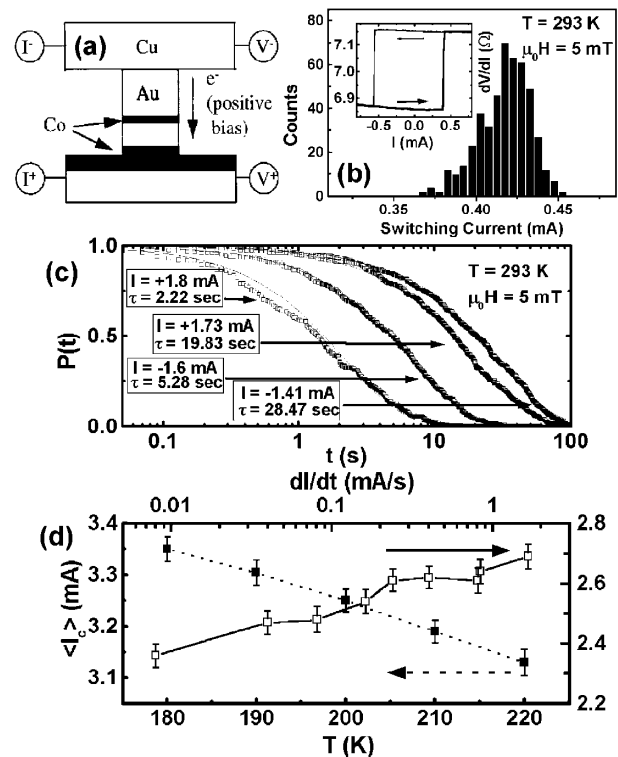 (a)
I-
Cu
V-
Au
e-
(positive
bias)
Co
I+
V+
T = 293 K
μ₀H = 5 mT
80
60
40
20
0
Counts
7.15
7.00
6.85
dV/dI (Ω)
-0.5 0.0 0.5
I (mA)
(b)
0.35 0.40 0.45
Switching Current (mA)
(c)
T = 293 K
μ₀H = 5 mT
1.0
0.5
0.0
P(t)
I = +1.8 mA
τ = 2.22 sec
I = +1.73 mA
τ = 19.83 sec
I = -1.6 mA
τ = 5.28 sec
I = -1.41 mA
τ = 28.47 sec
0.1 1 10 100
t (s)
dI/dt (mA/s)
0.01 0.1 1
(d)
3.4
3.3
3.2
3.1
<I_c> (mA)
2.8
2.6
2.4
2.2
180 190 200 210 220
T (K)